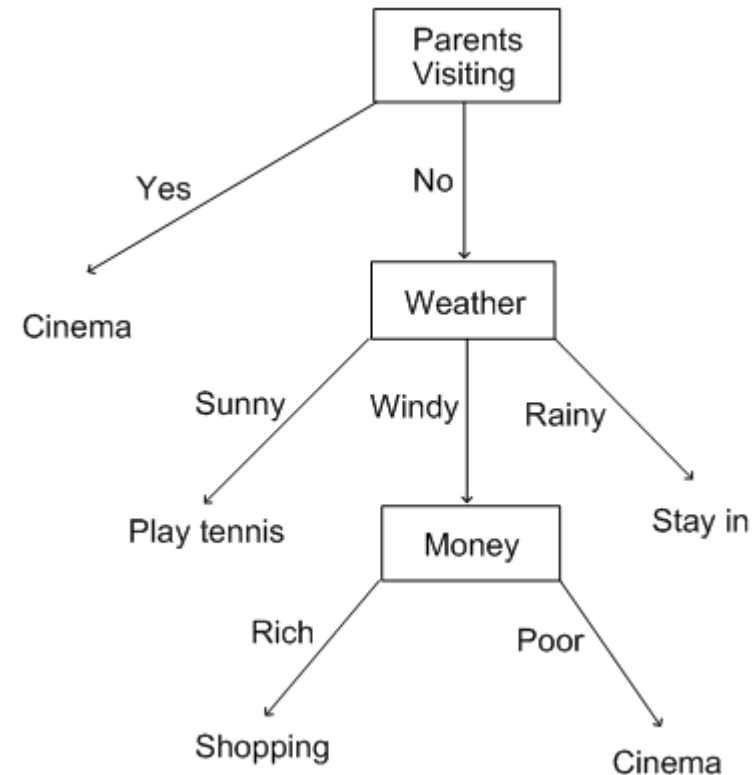 Parents
Visiting
Yes
No
Cinema
Weather
Sunny
Windy
Rainy
Play tennis
Stay in
Money
Rich
Poor
Shopping
Cinema